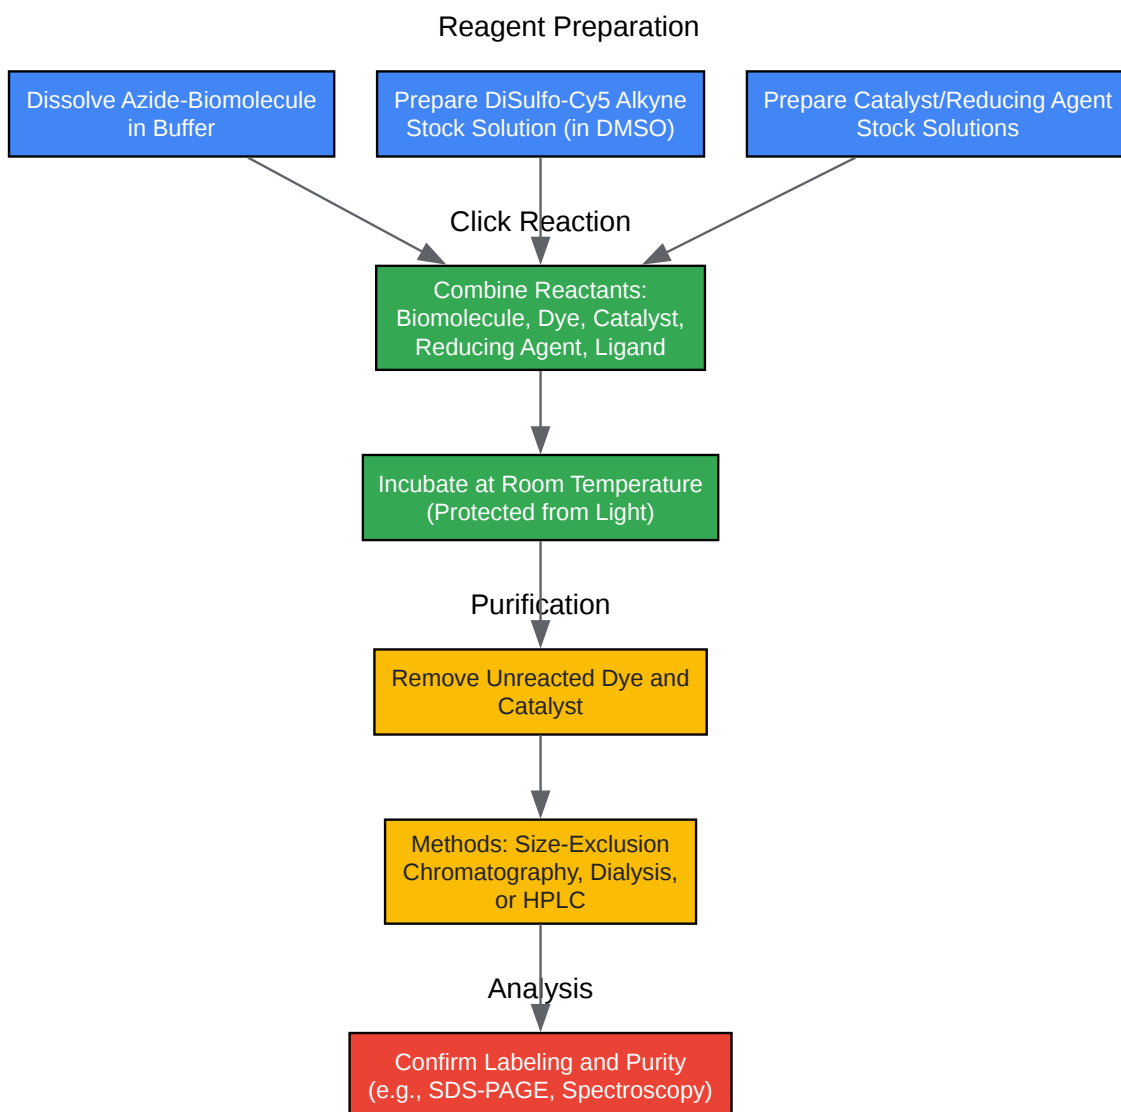 Reagent Preparation
Dissolve Azide-Biomolecule
in Buffer
Prepare DiSulfo-Cy5 Alkyne
Stock Solution (in DMSO)
Prepare Catalyst/Reducing Agent
Stock Solutions
Click Reaction
Combine Reactants:
Biomolecule, Dye, Catalyst,
Reducing Agent, Ligand
Incubate at Room Temperature
(Protected from Light)
Purification
Remove Unreacted Dye and
Catalyst
Methods: Size-Exclusion
Chromatography, Dialysis,
or HPLC
Analysis
Confirm Labeling and Purity
(e.g., SDS-PAGE, Spectroscopy)